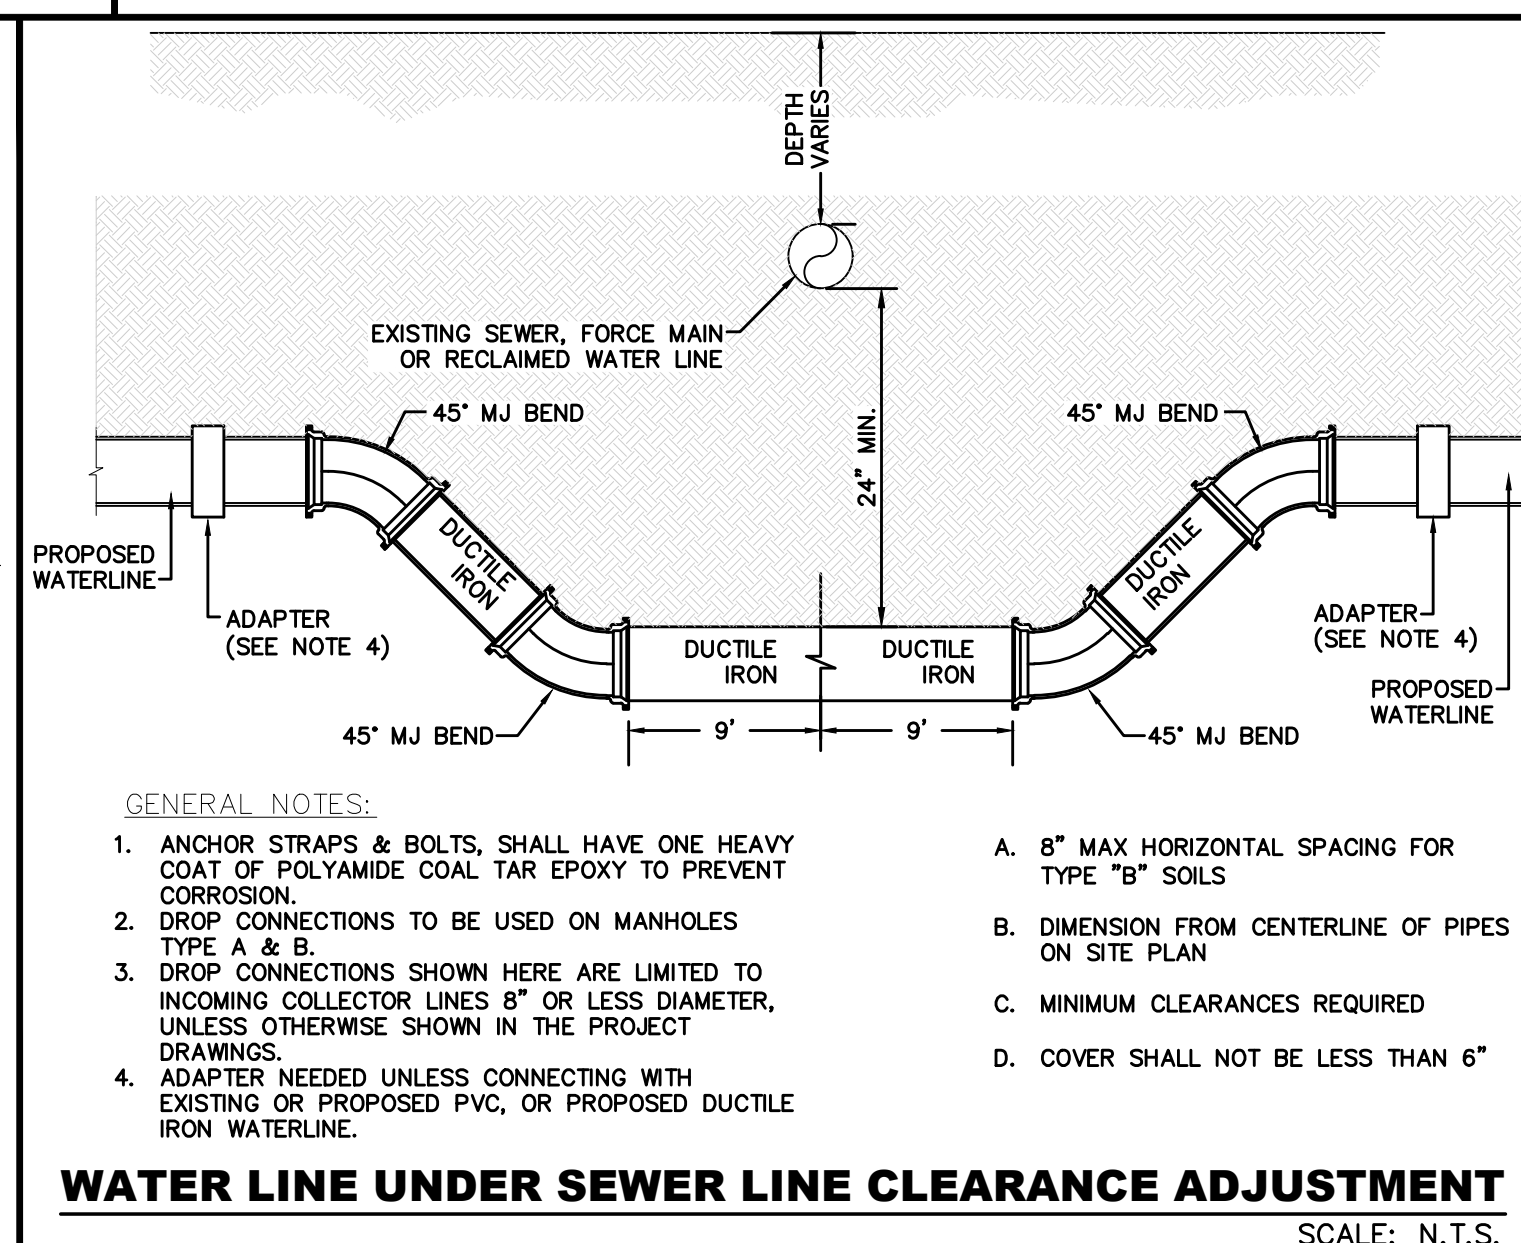 DEPTH
VARIES
EXISTING SEWER, FORCE MAIN
OR RECLAIMED WATER LINE
45° MJ BEND
45° MJ BEND
24" MIN.
PROPOSED
WATERLINE
DUCTILE
IRON
DUCTILE
IRON
ADAPTER
(SEE NOTE 4)
ADAPTER
(SEE NOTE 4)
DUCTILE
IRON
DUCTILE
IRON
PROPOSED
WATERLINE
45° MJ BEND
9'
9'
45° MJ BEND
GENERAL NOTES:
1. ANCHOR STRAPS & BOLTS, SHALL HAVE ONE HEAVY
COAT OF POLYAMIDE COAL TAR EPOXY TO PREVENT
CORROSION.
2. DROP CONNECTIONS TO BE USED ON MANHOLES
TYPE A & B.
3. DROP CONNECTIONS SHOWN HERE ARE LIMITED TO
INCOMING COLLECTOR LINES 8" OR LESS DIAMETER,
UNLESS OTHERWISE SHOWN IN THE PROJECT
DRAWINGS.
4. ADAPTER NEEDED UNLESS CONNECTING WITH
EXISTING OR PROPOSED PVC, OR PROPOSED DUCTILE
IRON WATERLINE.
A. 8" MAX HORIZONTAL SPACING FOR
TYPE "B" SOILS
B. DIMENSION FROM CENTERLINE OF PIPES
ON SITE PLAN
C. MINIMUM CLEARANCES REQUIRED
D. COVER SHALL NOT BE LESS THAN 6"
WATER LINE UNDER SEWER LINE CLEARANCE ADJUSTMENT
SCALE: N.T.S.